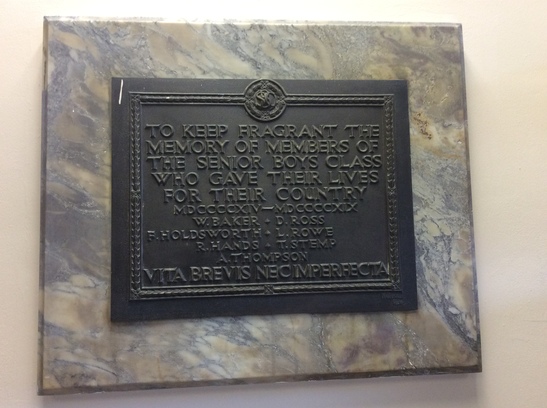 TO KEEP FRAGRANT THE
MEMORY OF MEMBERS OF
THE SENIOR BOYS CLASS
WHO GAVE THEIR LIVES
FOR THEIR COUNTRY
MDCCCCXIV–MDCCCCXIX
W. BAKER · D. ROSS
F. HOLDSWORTH · L. ROWE
R. HANDS · T. STEMP
A. THOMPSON
VITA BREVIS NEC IMPERFECTA